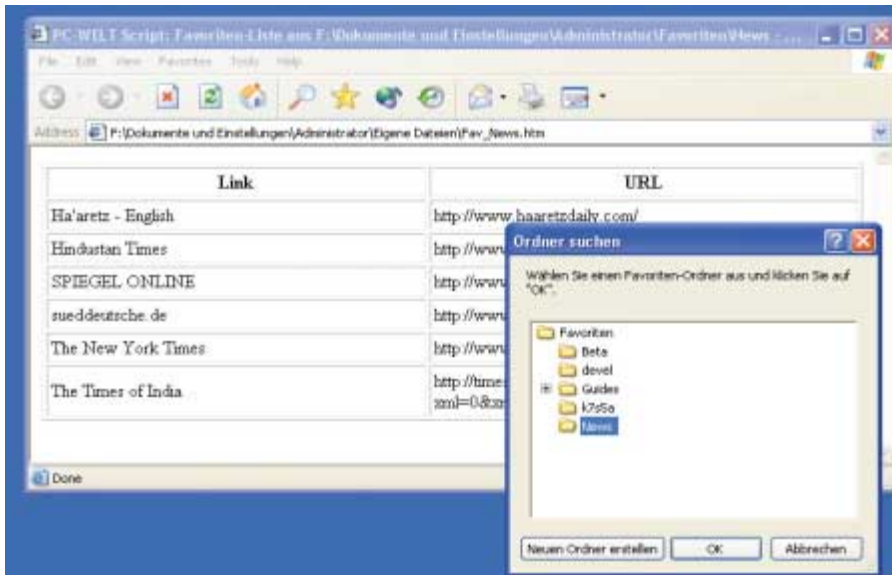 PC-WELT Script: Favoriten-Liste aus F:\Dokumente und Einstellungen\Administrator\Favoriten\News - ...
File Edit View Favorites Tools Help
Address F:\Dokumente und Einstellungen\Administrator\Eigene Dateien\Fav_News.htm
Link URL
Ha'aretz - English http://www.haaretzdaily.com/
Hindustan Times http://www
SPIEGEL ONLINE http://www
sueddeutsche.de http://www
The New York Times http://www
The Times of India http://time
xml=0&
Done
Ordner suchen
Wählen Sie einen Favoriten-Ordner aus und klicken Sie auf
"OK".
Favoriten
Beta
devel
Guides
k7s5a
News
Neuen Ordner erstellen OK Abbrechen